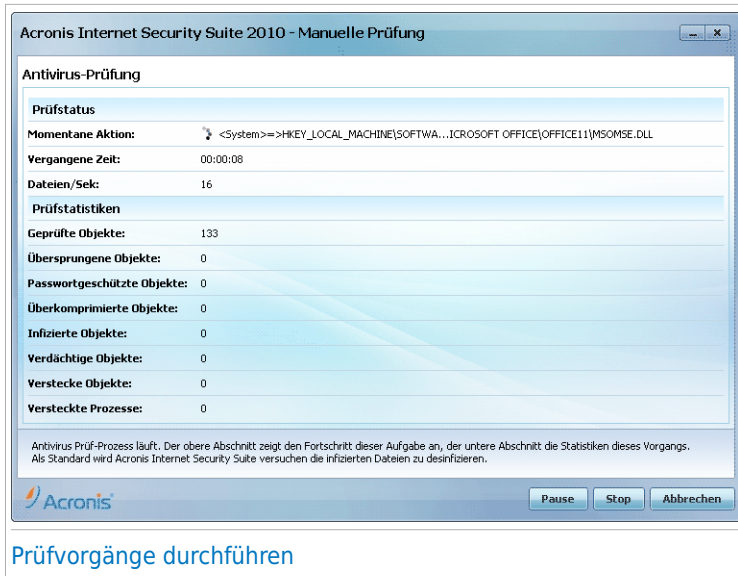 Acronis Internet Security Suite 2010 - Manuelle Prüfung
Antivirus-Prüfung
Prüfstatus
Momentane Aktion: <System>=>HKEY_LOCAL_MACHINE\SOFTWA...ICROSOFT OFFICE\OFFICE11\MSOMSE.DLL
Vergangene Zeit: 00:00:08
Dateien/Sek: 16
Prüfstatistiken
Geprüfte Objekte: 133
Übersprungene Objekte: 0
Passwortgeschützte Objekte: 0
Überkomprimierte Objekte: 0
Infizierte Objekte: 0
Verdächtige Objekte: 0
Verstecke Objekte: 0
Versteckte Prozesse: 0
Antivirus Prüf-Prozess läuft. Der obere Abschnitt zeigt den Fortschritt dieser Aufgabe an, der untere Abschnitt die Statistiken dieses Vorgangs.
Als Standard wird Acronis Internet Security Suite versuchen die infizierten Dateien zu desinfizieren.
Acronis Pause Stop Abbrechen
Prüfvorgänge durchführen